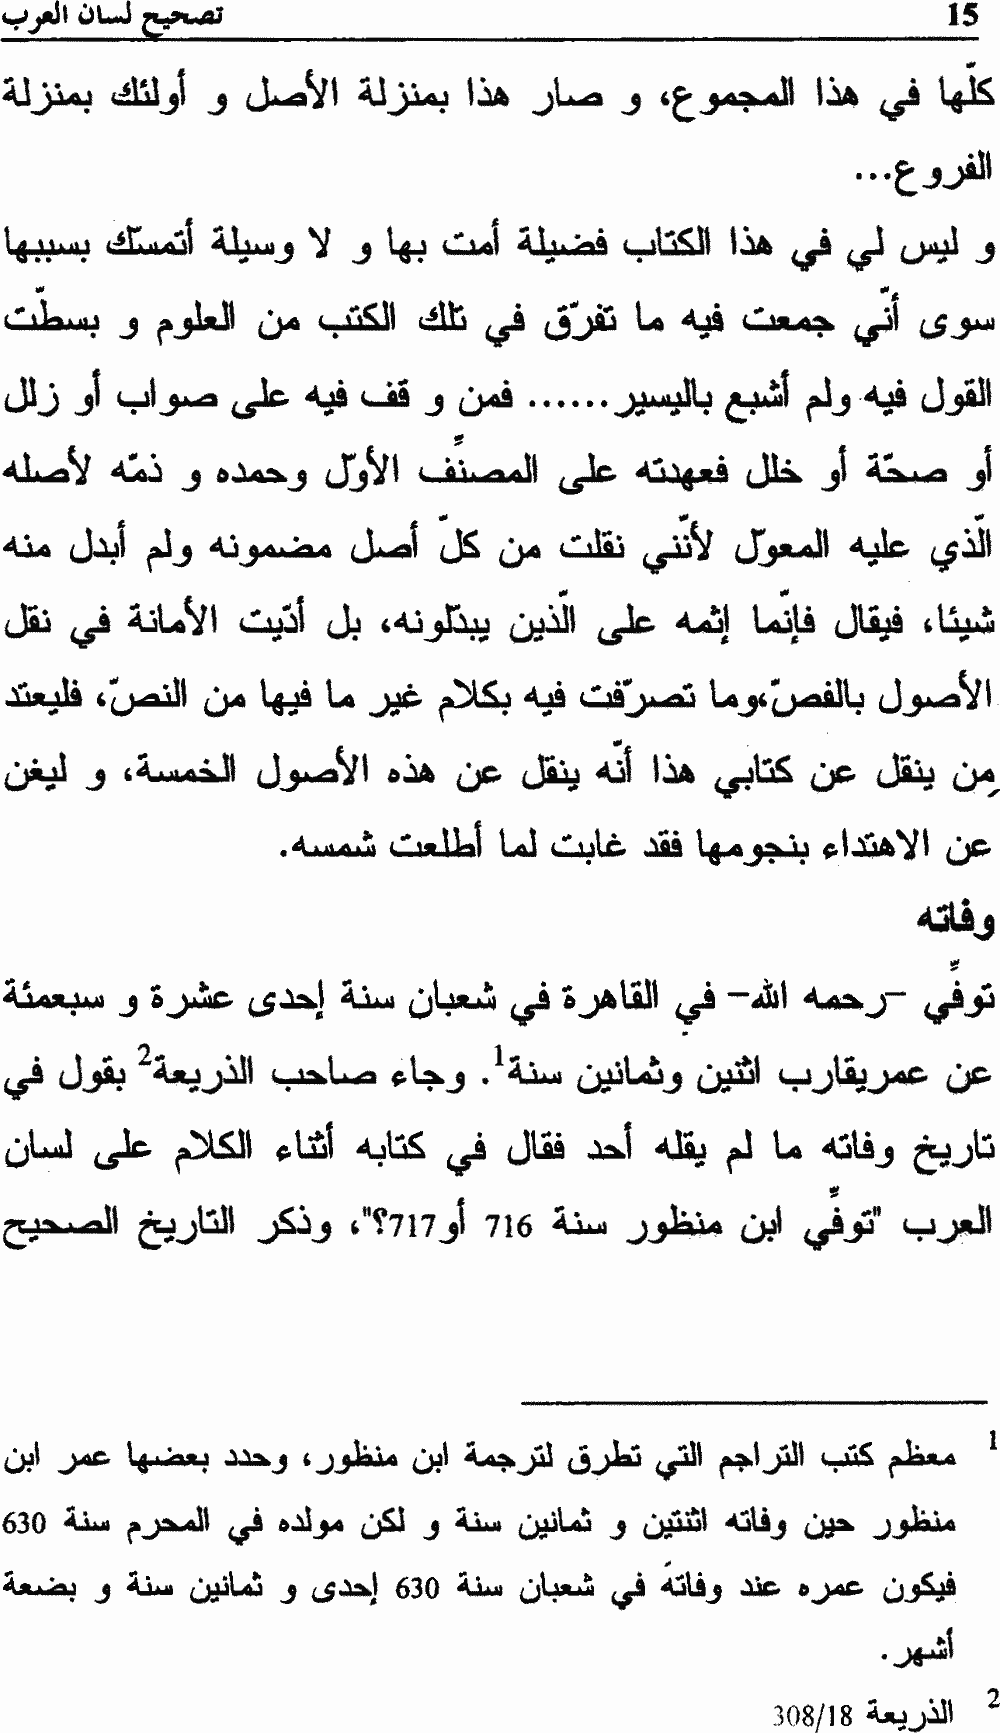 15 تصحيح لسان العرب
كلّها في هذا المجموع، و صار هذا بمنزلة الأصل و أولئك بمنزلة
الفروع...
و ليس لي في هذا الكتاب فضيلة أمت بها و لا وسيلة أتمسّك بسببها
سوى أنّي جمعت فيه ما تفرّق في تلك الكتب من العلوم و بسطّت
القول فيه ولم أشبع باليسير...... فمن و قف فيه على صواب أو زلل
أو صحّة أو خلل فعهدته على المصنِّف الأوّل وحمده و ذمّه لأصله
الّذي عليه المعوّل لأنّني نقلت من كلّ أصل مضمونه ولم أبدل منه
شيئا، فيقال فإنّما إثمه على الّذين يبدّلونه، بل أدّيت الأمانة في نقل
الأصول بالفصّ،وما تصرّفت فيه بكلام غير ما فيها من النصّ، فليعتد
مِن ينقل عن كتابي هذا أنّه ينقل عن هذه الأصول الخمسة، و ليغن
عن الاهتداء بنجومها فقد غابت لما أطلعت شمسه.
وفاته
توفِّي –رحمه الله– في القاهرة في شعبان سنة إحدى عشرة و سبعمئة
عن عمريقارب اثنين وثمانين سنة1. وجاء صاحب الذريعة2 بقول في
تاريخ وفاته ما لم يقله أحد فقال في كتابه أثناء الكلام على لسان
العرب "توفِّي ابن منظور سنة 716 أو717؟"، وذكر التاريخ الصحيح
1 معظم كتب التراجم التي تطرق لترجمة ابن منظور، وحدد بعضها عمر ابن
منظور حين وفاته اثنتين و ثمانين سنة و لكن مولده في المحرم سنة 630
فيكون عمره عند وفاته في شعبان سنة 630 إحدى و ثمانين سنة و بضعة
أشهر.
2 الذريعة 308/18